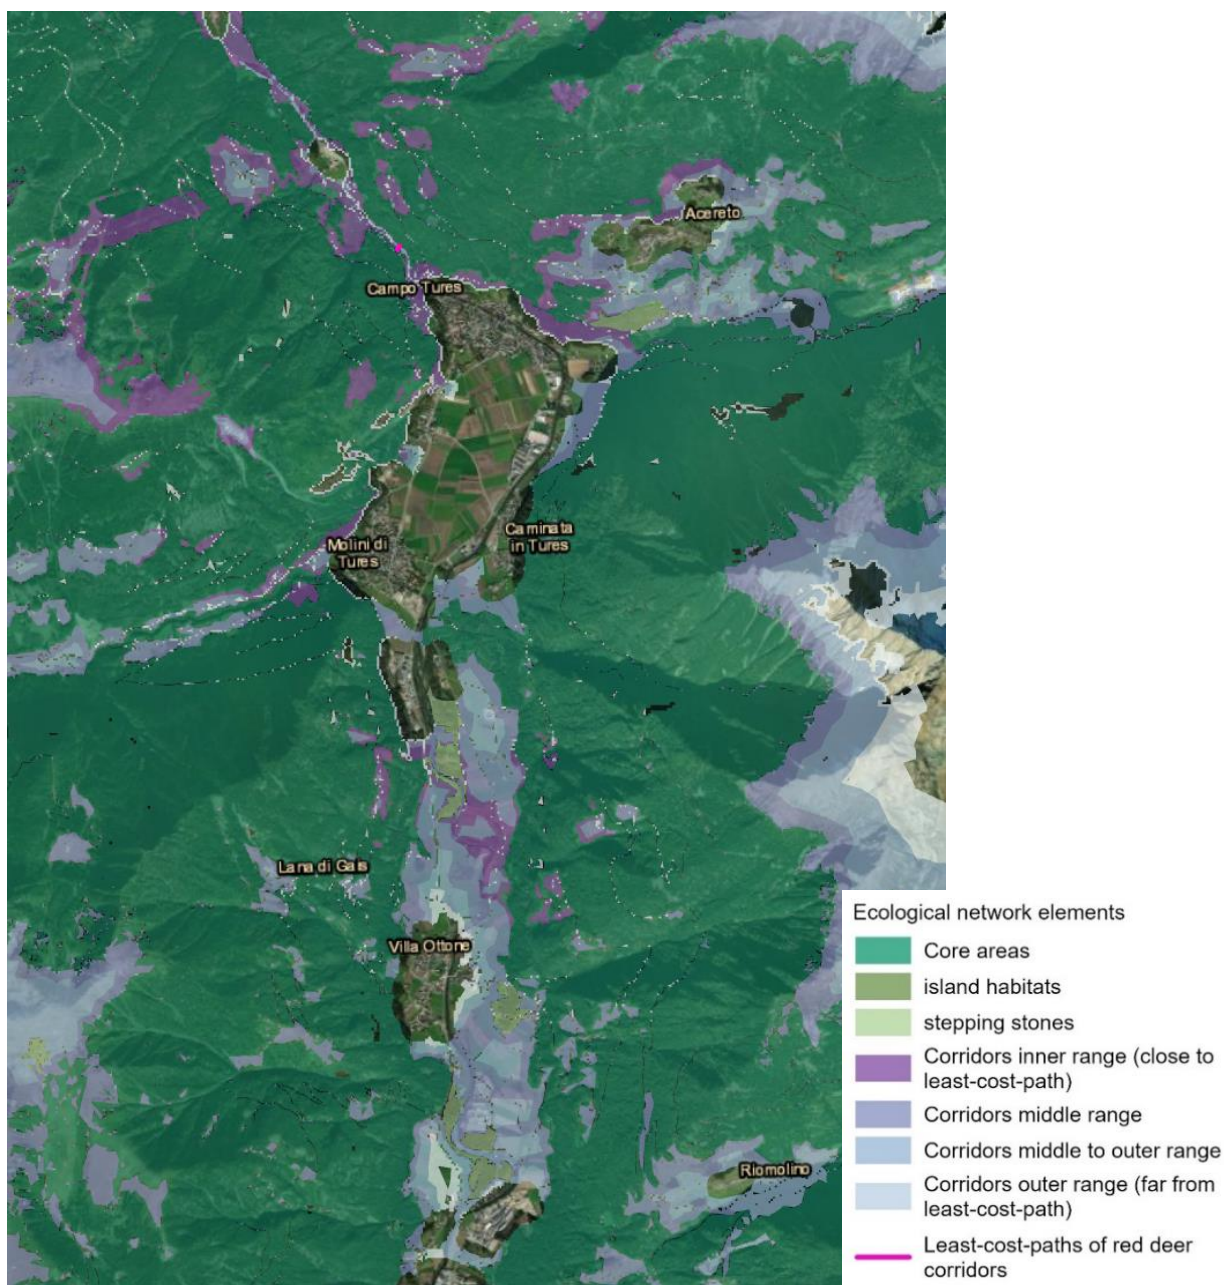 Acereto
Campo Tures
Caminata
in Tures
Molini di
Tures
Lana di Gais
Villa Ottone
Riomolino
Ecological network elements
Core areas
island habitats
stepping stones
Corridors inner range (close to
least-cost-path)
Corridors middle range
Corridors middle to outer range
Corridors outer range (far from
least-cost-path)
Least-cost-paths of red deer
corridors